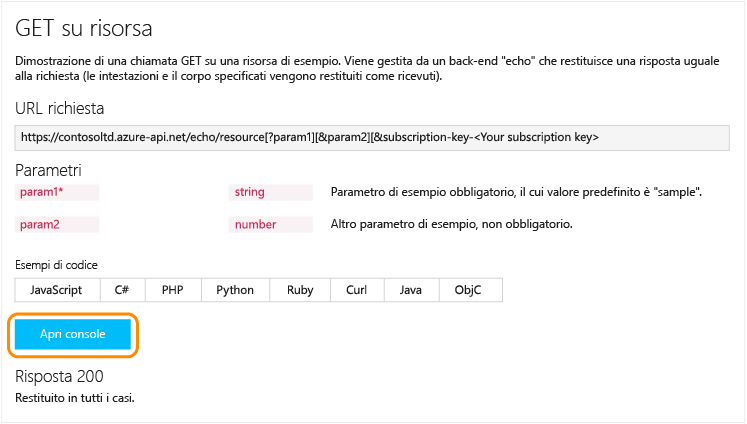 GET su risorsa
Dimostrazione di una chiamata GET su una risorsa di esempio. Viene gestita da un back-end "echo" che restituisce una risposta uguale
alla richiesta (le intestazioni e il corpo specificati vengono restituiti come ricevuti).
URL richiesta
https://contosoltd.azure-api.net/echo/resource[?param1][&param2][&subscription-key-<Your subscription key>
Parametri
param1* string Parametro di esempio obbligatorio, il cui valore predefinito è "sample".
param2 number Altro parametro di esempio, non obbligatorio.
Esempi di codice
JavaScript C# PHP Python Ruby Curl Java ObjC
Apri console
Risposta 200
Restituito in tutti i casi.